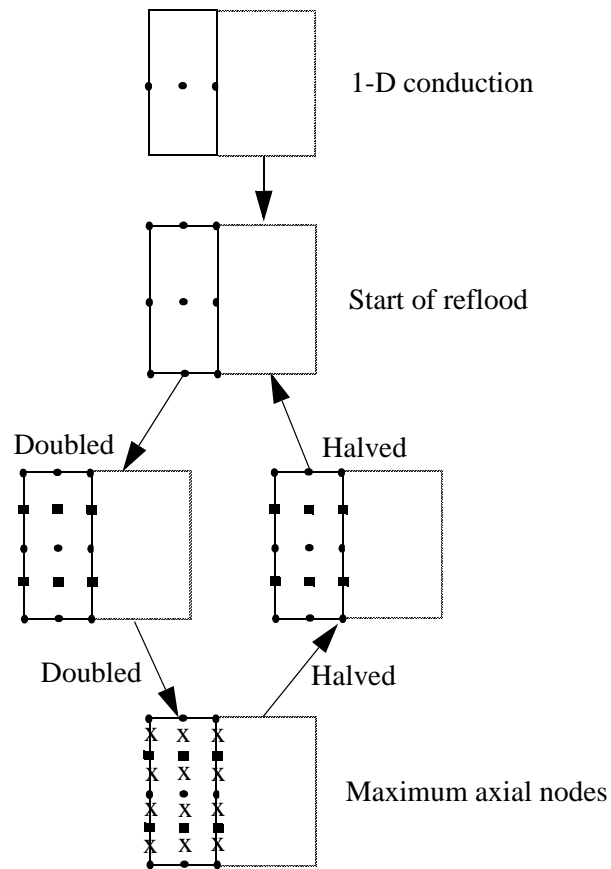 1-D conduction
Start of reflood
Doubled
Halved
Doubled
Halved
x x x
x x x
x x x
x x x
Maximum axial nodes